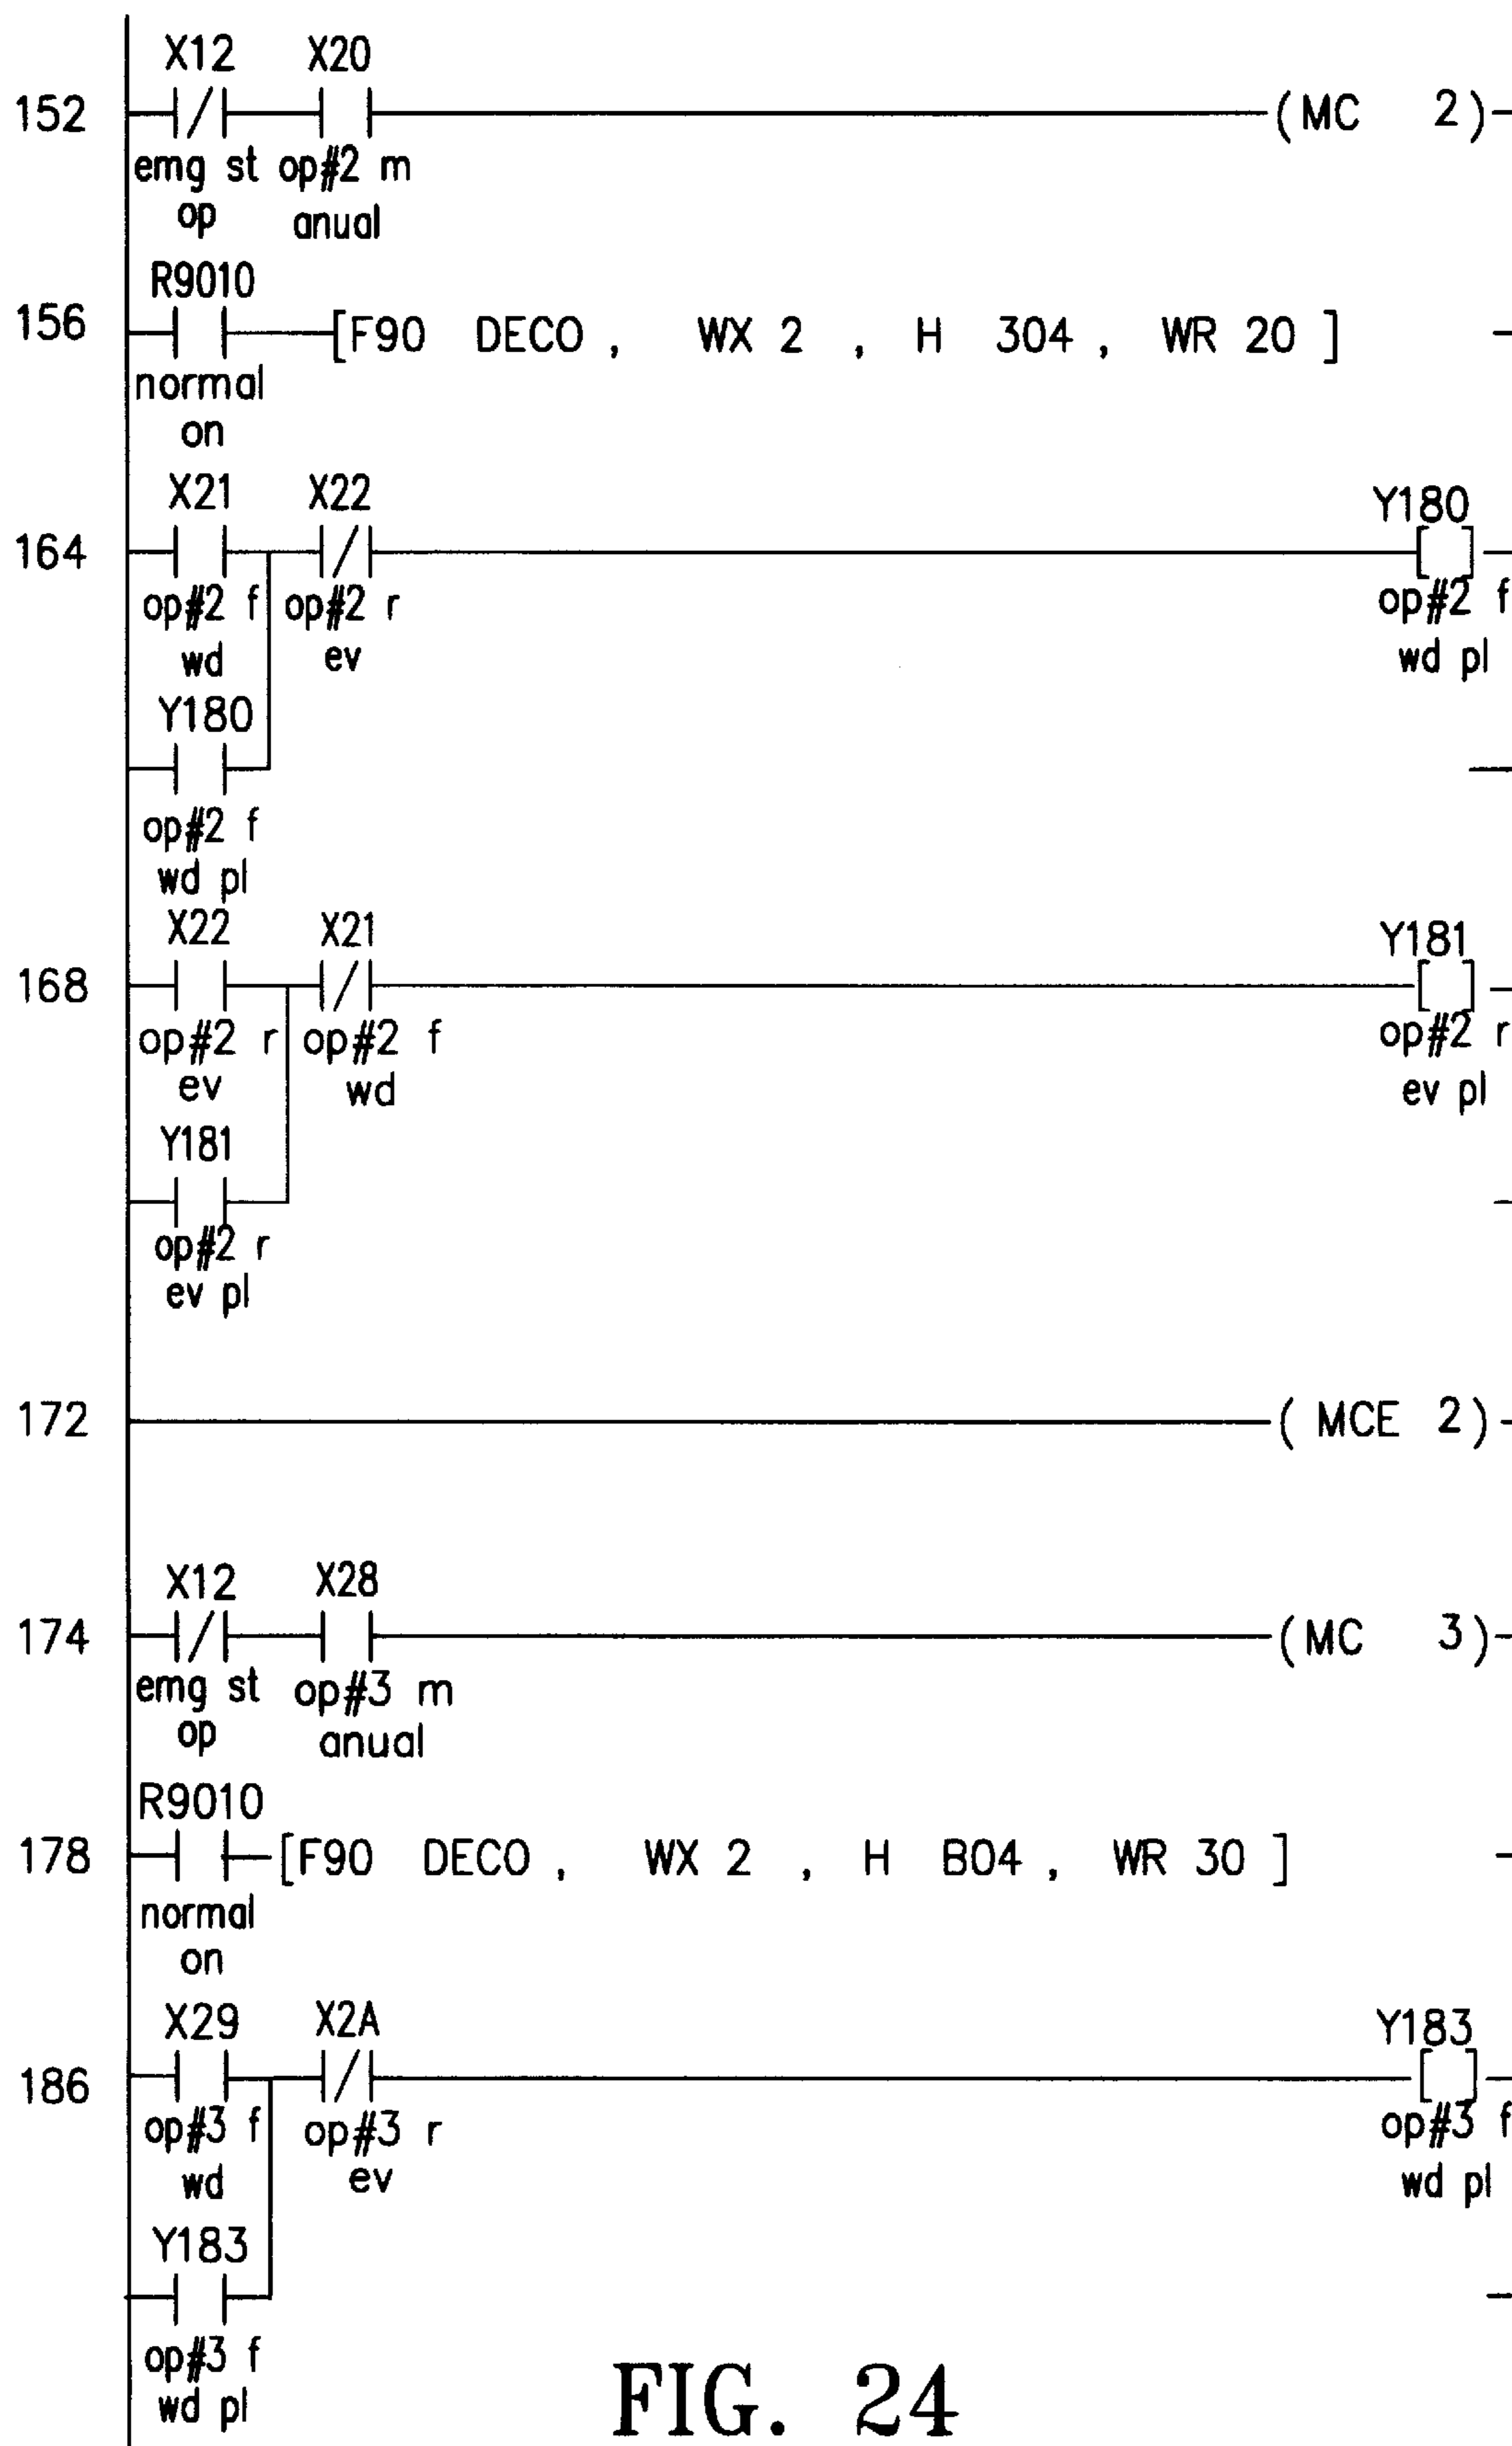 X12 X20
152 (MC 2)
emg st op#2 m
op anual
R9010
156 [F90 DECO , WX 2 , H 304 , WR 20 ]
normal
on
X21 X22 Y180
164
op#2 f op#2 r op#2 f
wd ev wd pl
Y180
op#2 f
wd pl
X22 X21 Y181
168
op#2 r op#2 f op#2 r
ev wd ev pl
Y181
op#2 r
ev pl
172 ( MCE 2)
X12 X28
174 (MC 3)
emg st op#3 m
op anual
R9010
178 [F90 DECO , WX 2 , H B04 , WR 30 ]
normal
on
X29 X2A Y183
186
op#3 f op#3 r op#3 f
wd ev wd pl
Y183
op#3 f
wd pl
FIG. 24